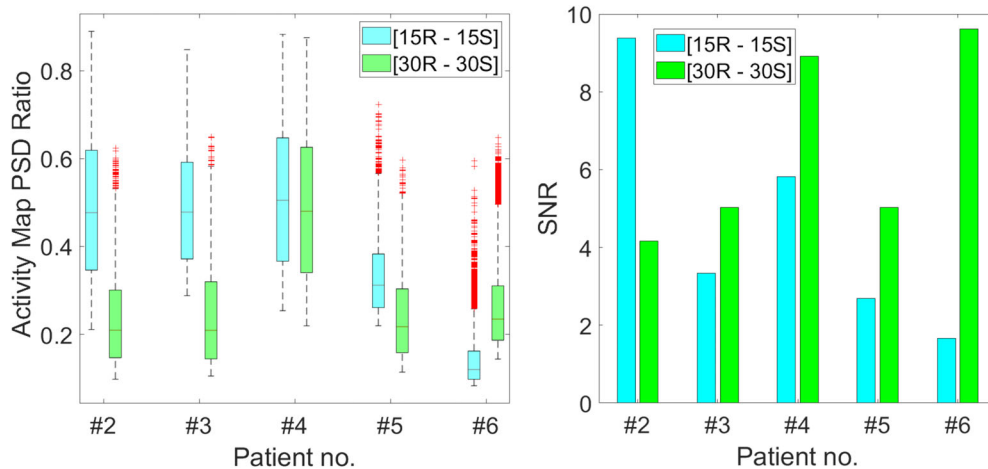 Activity Map PSD Ratio
0.8
0.6
0.4
0.2
[15R - 15S]
[30R - 30S]
#2 #3 #4 #5 #6
Patient no.
SNR
10
8
6
4
2
0
[15R - 15S]
[30R - 30S]
#2 #3 #4 #5 #6
Patient no.